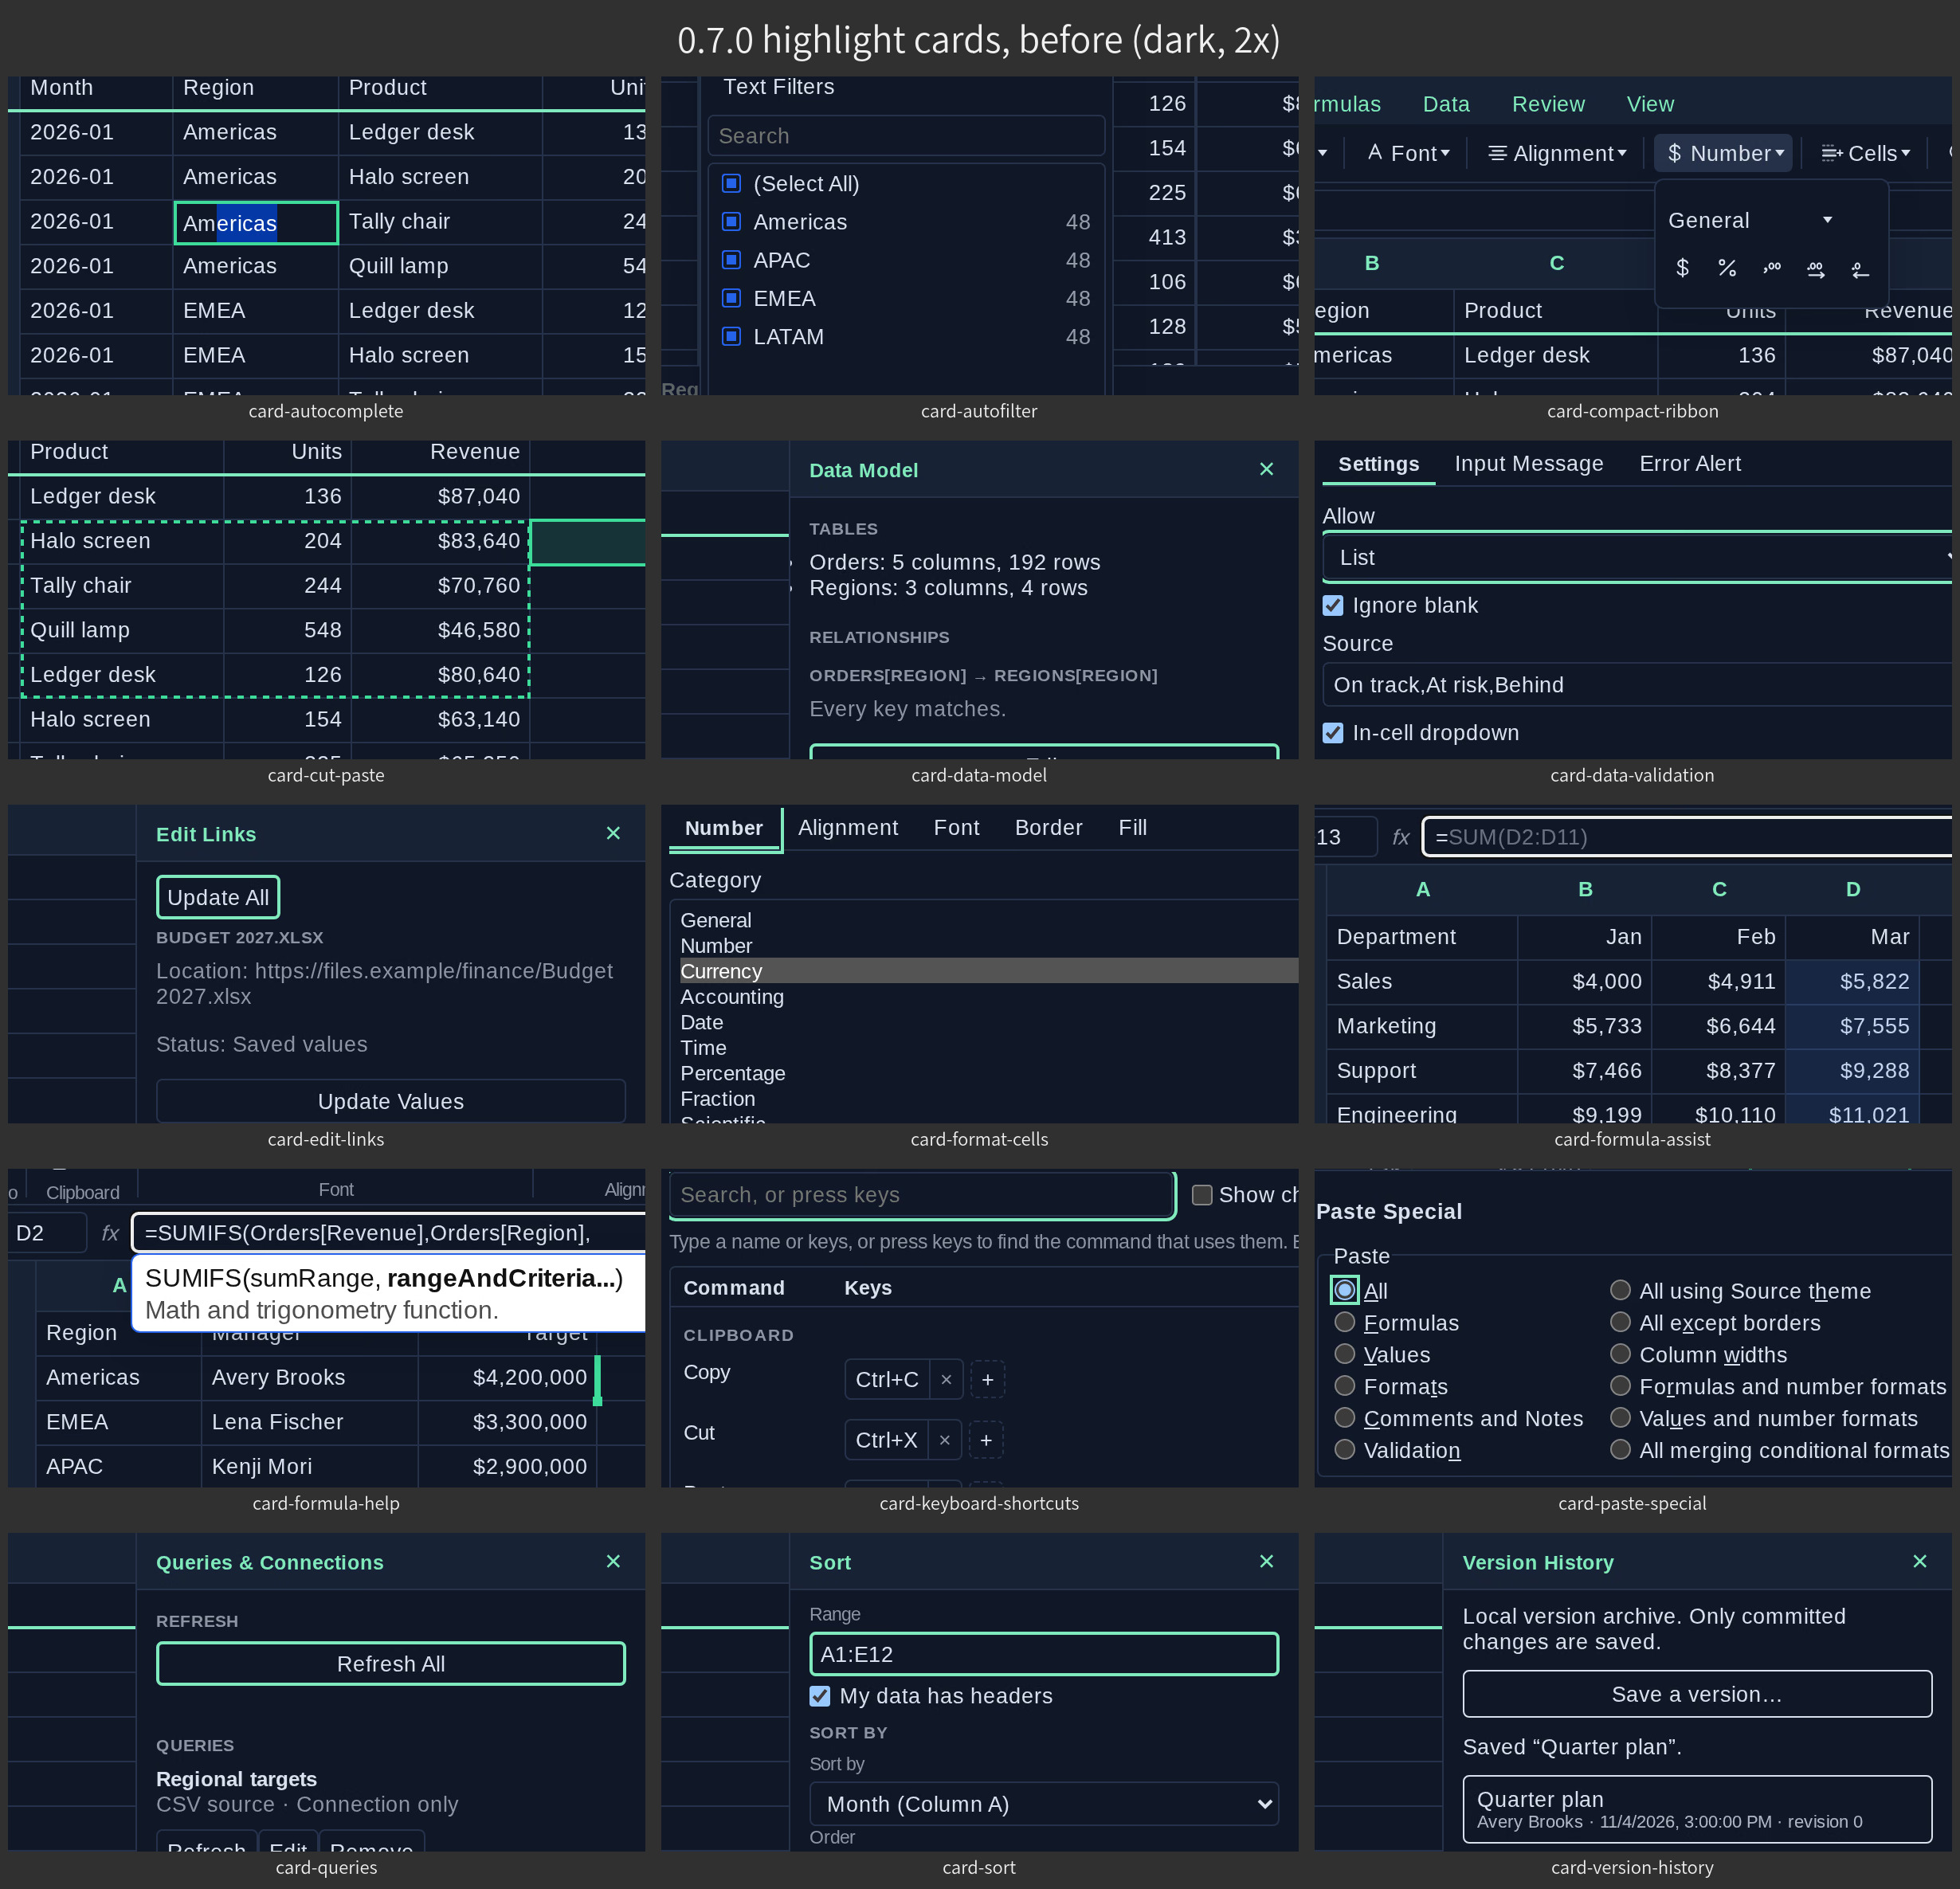 0.7.0 highlight cards, before (dark, 2x)
Month Region Product
2026-01 Americas Ledger desk 13
2026-01 Americas Halo screen 20
2026-01 Americas Tally chair 24
2026-01 Americas Quill lamp 54
2026-01 EMEA Ledger desk 12
2026-01 EMEA Halo screen 15
card-autocomplete
Text Filters
Search
(Select All)
Americas 48
APAC 48
EMEA 48
LATAM 48
126
154
225
413
106
128
Reg
card-autofilter
rmulas Data Review View
Font Alignment $ Number Cells
General
$ % ,00 .00 .0
B C
egion Product Units Revenue
mericas Ledger desk 136 $87,040
card-compact-ribbon
Product Units Revenue
Ledger desk 136 $87,040
Halo screen 204 $83,640
Tally chair 244 $70,760
Quill lamp 548 $46,580
Ledger desk 126 $80,640
Halo screen 154 $63,140
card-cut-paste
Data Model ×
TABLES
Orders: 5 columns, 192 rows
Regions: 3 columns, 4 rows
RELATIONSHIPS
ORDERS[REGION] → REGIONS[REGION]
Every key matches.
card-data-model
Settings Input Message Error Alert
Allow
List
Ignore blank
Source
On track,At risk,Behind
In-cell dropdown
card-data-validation
Edit Links ×
Update All
BUDGET 2027.XLSX
Location: https://files.example/finance/Budget
2027.xlsx
Status: Saved values
Update Values
card-edit-links
Number Alignment Font Border Fill
Category
General
Number
Currency
Accounting
Date
Time
Percentage
Fraction
Scientific
card-format-cells
13 fx =SUM(D2:D11)
A B C D
Department Jan Feb Mar
Sales $4,000 $4,911 $5,822
Marketing $5,733 $6,644 $7,555
Support $7,466 $8,377 $9,288
Engineering $9,199 $10,110 $11,021
card-formula-assist
o Clipboard Font Alignm
D2 fx =SUMIFS(Orders[Revenue],Orders[Region],
SUMIFS(sumRange, rangeAndCriteria...)
Math and trigonometry function.
A
Region Manager Target
Americas Avery Brooks $4,200,000
EMEA Lena Fischer $3,300,000
APAC Kenji Mori $2,900,000
card-formula-help
Search, or press keys Show ch
Type a name or keys, or press keys to find the command that uses them.
Command Keys
CLIPBOARD
Copy Ctrl+C × +
Cut Ctrl+X × +
card-keyboard-shortcuts
Paste Special
Paste
All All using Source theme
Formulas All except borders
Values Column widths
Formats Formulas and number formats
Comments and Notes Values and number formats
Validation All merging conditional formats
card-paste-special
Queries & Connections ×
REFRESH
Refresh All
QUERIES
Regional targets
CSV source · Connection only
Refresh Edit Remove
card-queries
Sort ×
Range
A1:E12
My data has headers
SORT BY
Sort by
Month (Column A)
Order
card-sort
Version History ×
Local version archive. Only committed
changes are saved.
Save a version…
Saved “Quarter plan”.
Quarter plan
Avery Brooks · 11/4/2026, 3:00:00 PM · revision 0
card-version-history